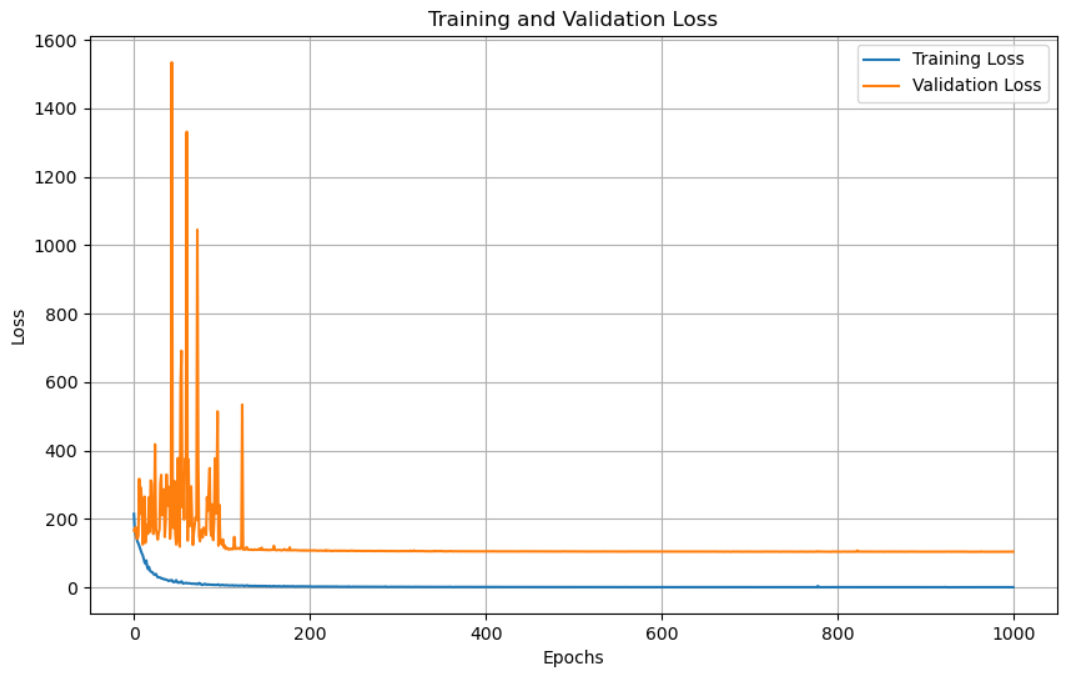 Training and Validation Loss
1600
1400
1200
1000
800
600
400
200
0
Loss
Training Loss
Validation Loss
0 200 400 600 800 1000
Epochs